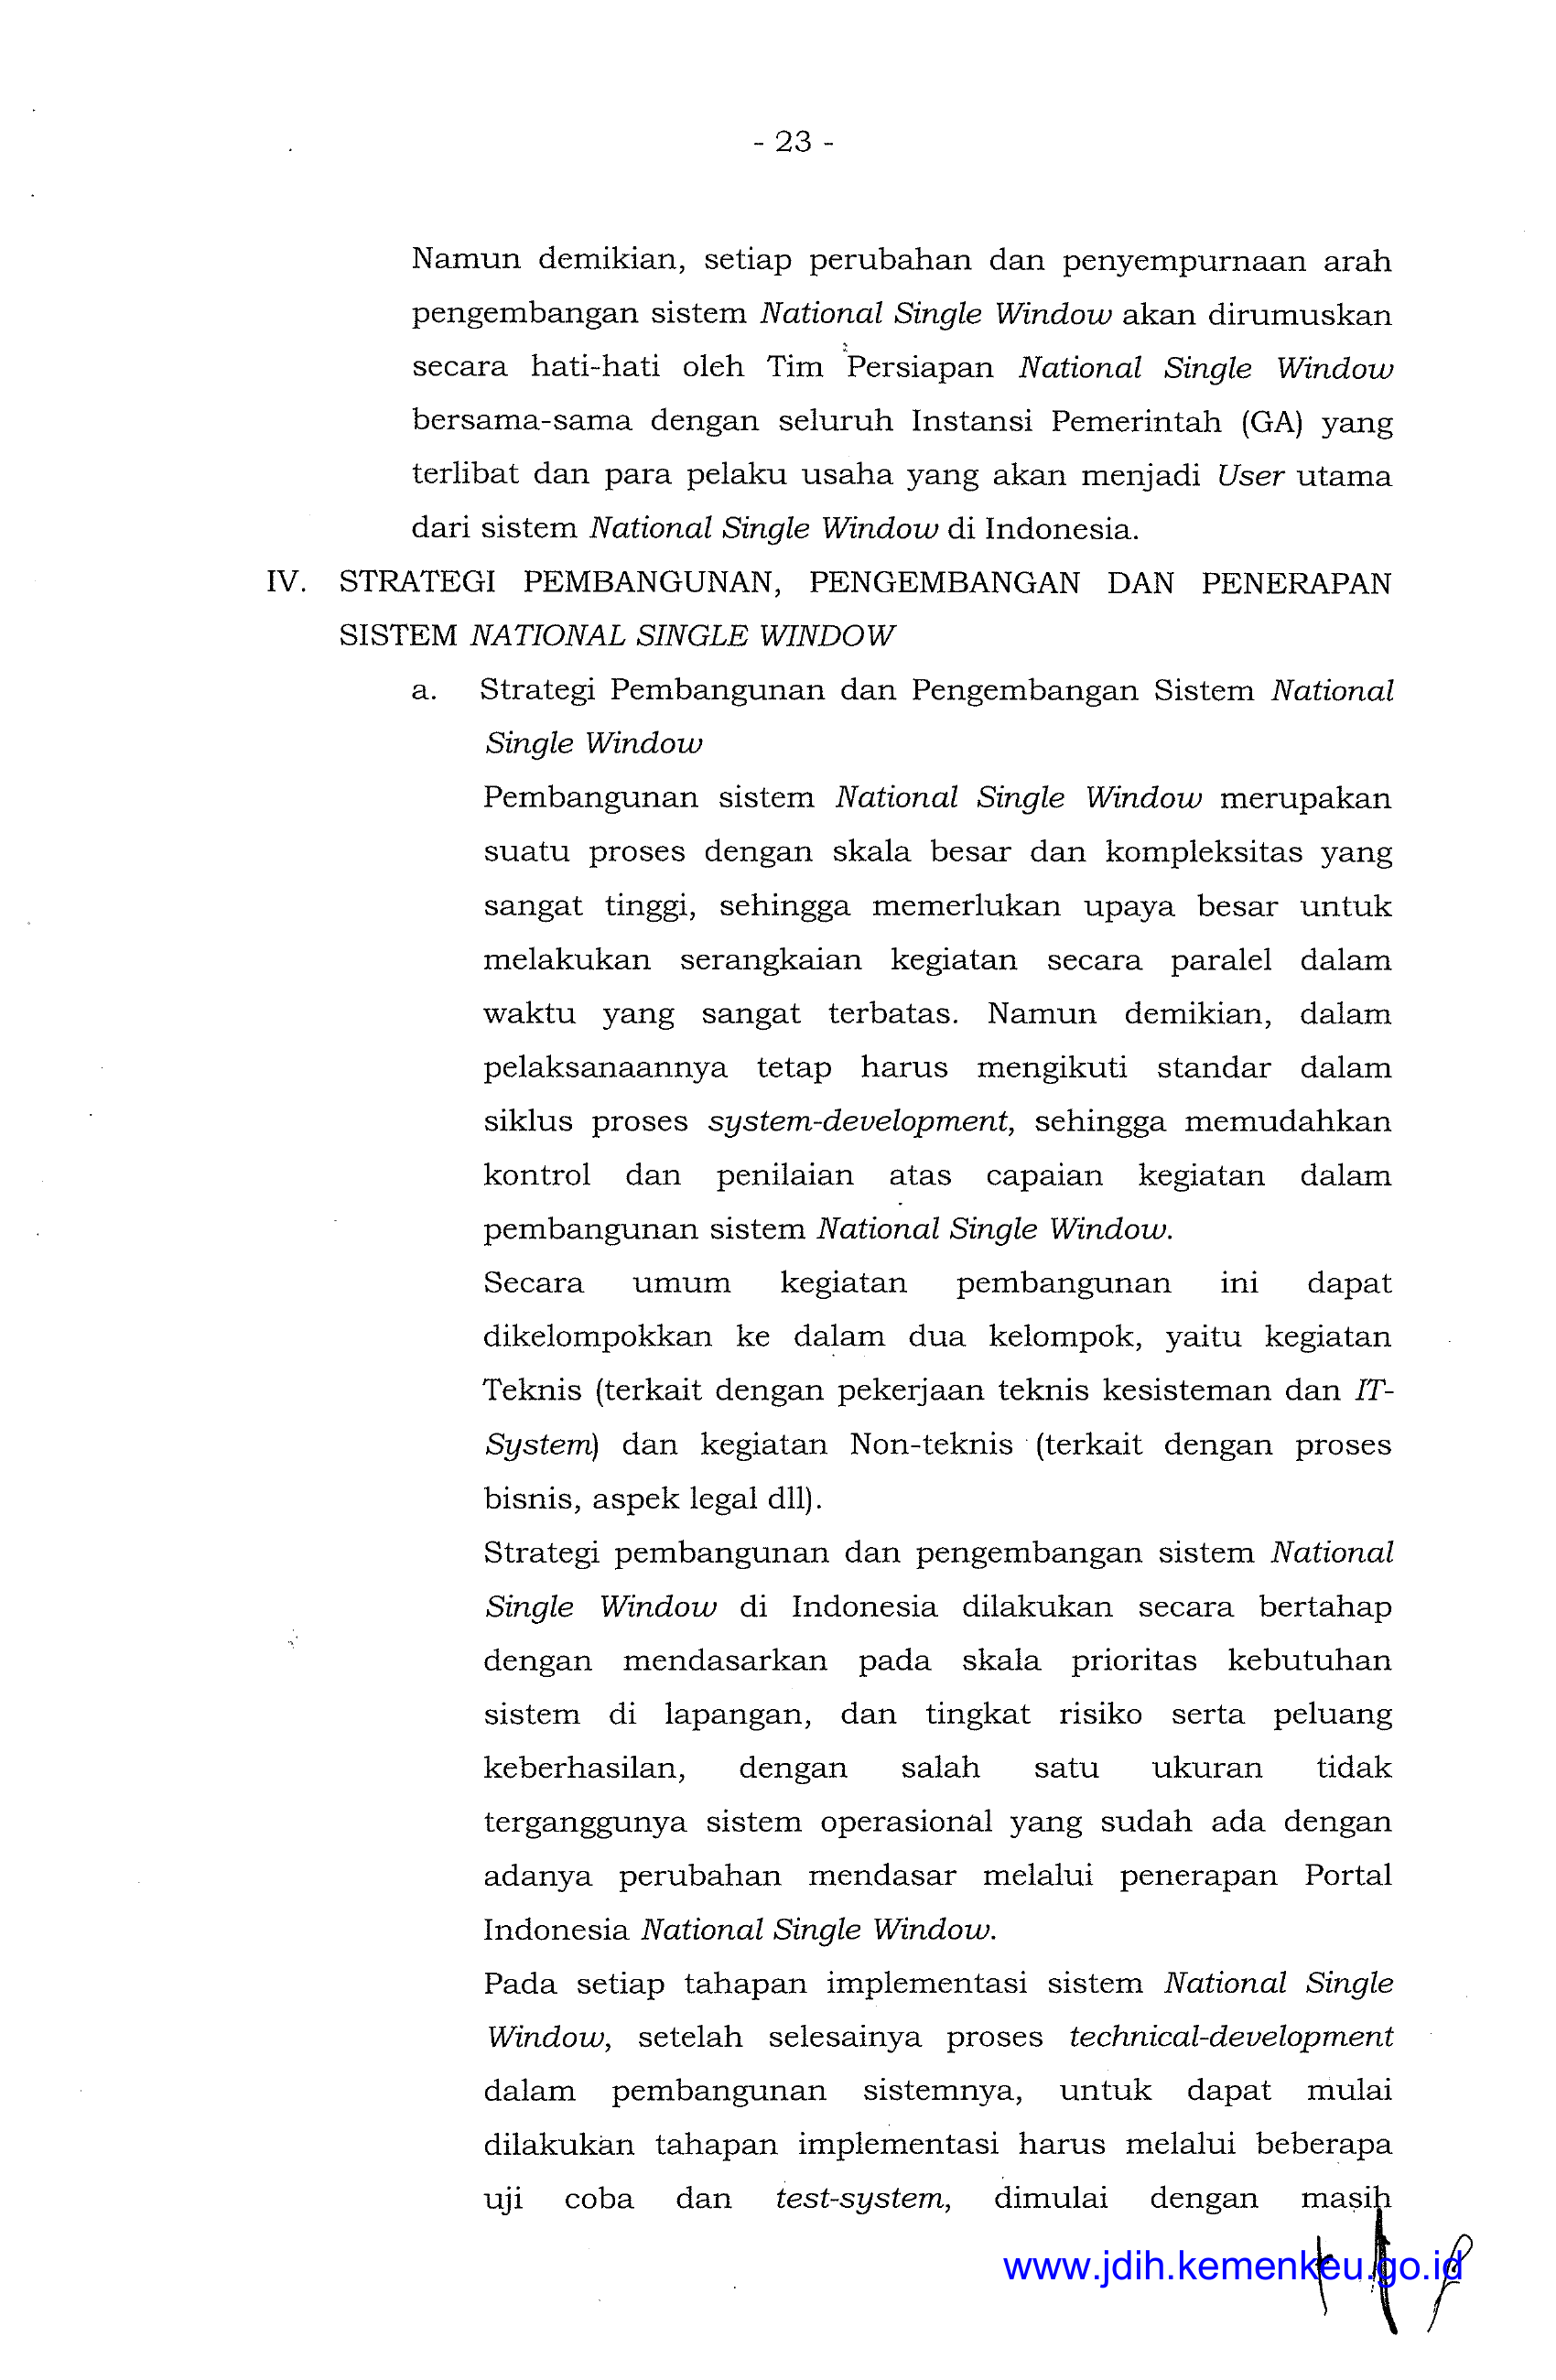 - 23 -
Namun demikian, setiap perubahan dan penyempurnaan arah
pengembangan sistem National Single Window akan dirumuskan
secara hati-hati oleh Tim Persiapan National Single Window
bersama-sama dengan seluruh Instansi Pemerintah (GA) yang
terlibat dan para pelaku usaha yang akan menjadi User utama
dari sistem National Single Window di Indonesia.
IV. STRATEGI PEMBANGUNAN, PENGEMBANGAN DAN PENERAPAN
SISTEM NATIONAL SINGLE WINDOW
a. Strategi Pembangunan dan Pengembangan Sistem National
Single Window
Pembangunan sistem National Single Window merupakan
suatu proses dengan skala besar dan kompleksitas yang
sangat tinggi, sehingga memerlukan upaya besar untuk
melakukan serangkaian kegiatan secara paralel dalam
waktu yang sangat terbatas. Namun demikian, dalam
pelaksanaannya tetap harus mengikuti standar dalam
siklus proses system-development, sehingga memudahkan
kontrol dan penilaian atas capaian kegiatan dalam
pembangunan sistem National Single Window.
Secara umum kegiatan pembangunan ini dapat
dikelompokkan ke dalam dua kelompok, yaitu kegiatan
Teknis (terkait dengan pekerjaan teknis kesisteman dan IT-
System) dan kegiatan Non-teknis (terkait dengan proses
bisnis, aspek legal dll).
Strategi pembangunan dan pengembangan sistem National
Single Window di Indonesia dilakukan secara bertahap
dengan mendasarkan pada skala prioritas kebutuhan
sistem di lapangan, dan tingkat risiko serta peluang
keberhasilan, dengan salah satu ukuran tidak
terganggunya sistem operasional yang sudah ada dengan
adanya perubahan mendasar melalui penerapan Portal
Indonesia National Single Window.
Pada setiap tahapan implementasi sistem National Single
Window, setelah selesainya proses technical-development
dalam pembangunan sistemnya, untuk dapat mulai
dilakukan tahapan implementasi harus melalui beberapa
uji coba dan test-system, dimulai dengan masih
www.jdih.kemenkeu.go.id